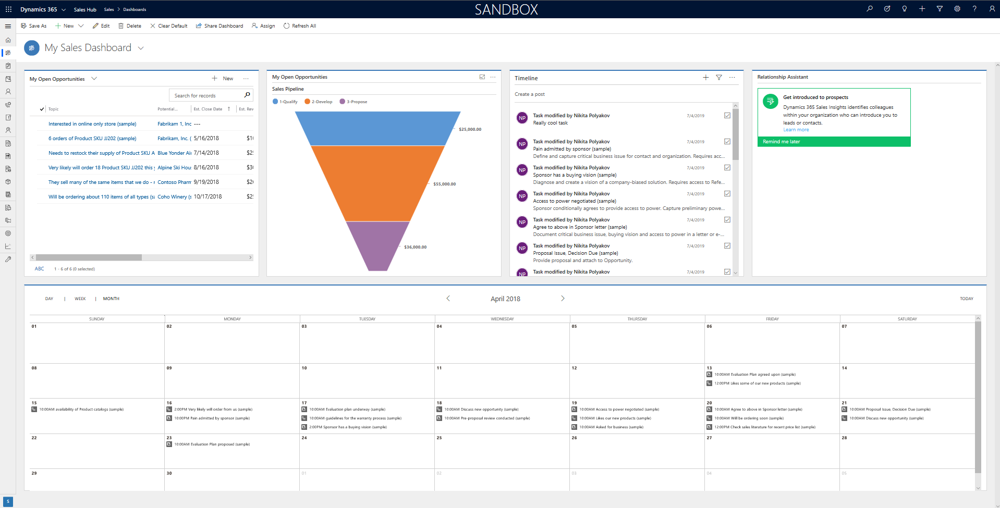 Dynamics 365 Sales Hub Sales > Dashboards
SANDBOX
Save As New Edit Delete Clear Default Share Dashboard Assign Refresh All
My Sales Dashboard
My Open Opportunities
New
Search for records
Topic Potential... Est. Close Date Est. Rev
Interested in online only store (sample) Fabrikam 1, Inc ---
6 orders of Product SKU JJ202 (sample) Fabrikam, Inc. ( 5/16/2018 $1
Needs to restock their supply of Product SKU A Blue Yonder Air 7/14/2018 $2
Very likely will order 18 Product SKU JJ202 this Alpine Ski Hou 8/16/2018 $3
They sell many of the same items that we do - Contoso Pharm 9/19/2018 $2
Will be ordering about 110 items of all types (sa Coho Winery (s 10/17/2018 $2
ABC 1 - 6 of 6 (0 selected)
My Open Opportunities
Sales Pipeline
1-Qualify 2-Develop 3-Propose
$25,000.00
$55,000.00
$36,000.00
Timeline
Create a post
NP
Task modified by Nikita Polyakov 7/4/2019
Really cool task
NP
Task modified by Nikita Polyakov 7/4/2019
Pain admitted by sponsor (sample)
Define and capture critical business issue for contact and organization. Requires acc...
NP
Task modified by Nikita Polyakov 7/4/2019
Sponsor has a buying vision (sample)
Diagnose and create a vision of a company-biased solution. Requires access to Refe...
NP
Task modified by Nikita Polyakov 7/4/2019
Access to power negotiated (sample)
Sponsor conditionally agrees to provide access to power. Capture preliminary powe...
NP
Task modified by Nikita Polyakov 7/4/2019
Agree to above in Sponsor letter (sample)
Document critical business issue, buying vision and access to power in a letter or e-...
NP
Task modified by Nikita Polyakov 7/4/2019
Proposal Issue, Decision Due (sample)
Provide proposal and attach to Opportunity.
NP
Task modified by Nikita Polyakov 7/4/2019
Relationship Assistant
Get introduced to prospects
Dynamics 365 Sales Insights identifies colleagues
within your organization who can introduce you to
leads or contacts.
Learn more
Remind me later
DAY | WEEK | MONTH
April 2018
TODAY
SUNDAY MONDAY TUESDAY WEDNESDAY THURSDAY FRIDAY SATURDAY
01 02 03 04 05 06 07
08 09 10 11 12 13 14
10:00AM Evaluation Plan agreed upon (sample)
12:00PM Likes some of our new products (sample)
15
10:00AM availability of Product catalogs (sample)
16
2:00PM Very likely will order from us (sample)
10:00PM Pain admitted by sponsor (sample)
17
10:00AM Evaluation plan underway (sample)
10:00AM guidelines for the warranty process (sample)
2:00PM Sponsor has a buying vision (sample)
18
10:00AM Discuss new opportunity (sample)
10:00AM Pre-proposal review conducted (sample)
19
10:00AM Access to power negotiated (sample)
10:00AM Likes our new products (sample)
10:00AM Asked for business (sample)
20
10:00AM Agree to above in Sponsor letter (sample)
10:00AM Will be ordering soon (sample)
12:00PM Check sales literature for recent price list (sample)
21
10:00AM Proposal Issue, Decision Due (sample)
10:00AM Discuss new opportunity (sample)
22 23 24 25 26 27 28
10:00AM Evaluation Plan proposed (sample)
29 30 01 02 03 04 05
S